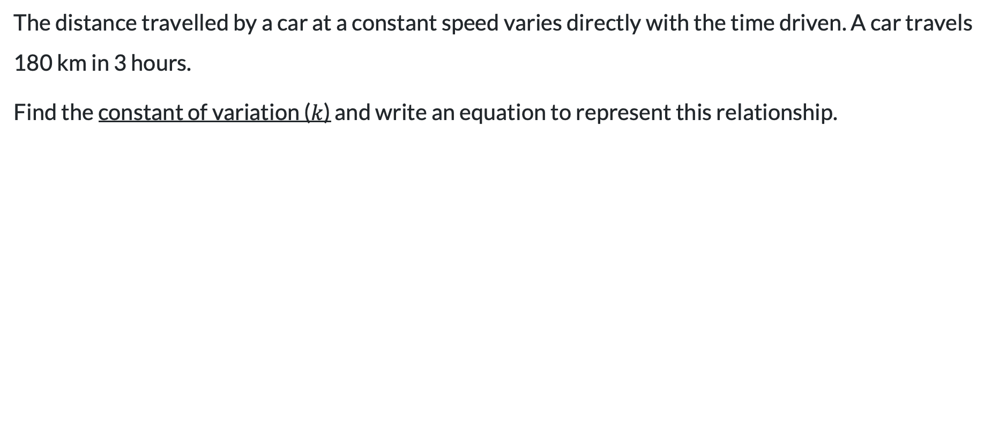 The distance travelled by a car at a constant speed varies directly with the time driven. A car travels
180 km in 3 hours.
Find the constant of variation (k) and write an equation to represent this relationship.